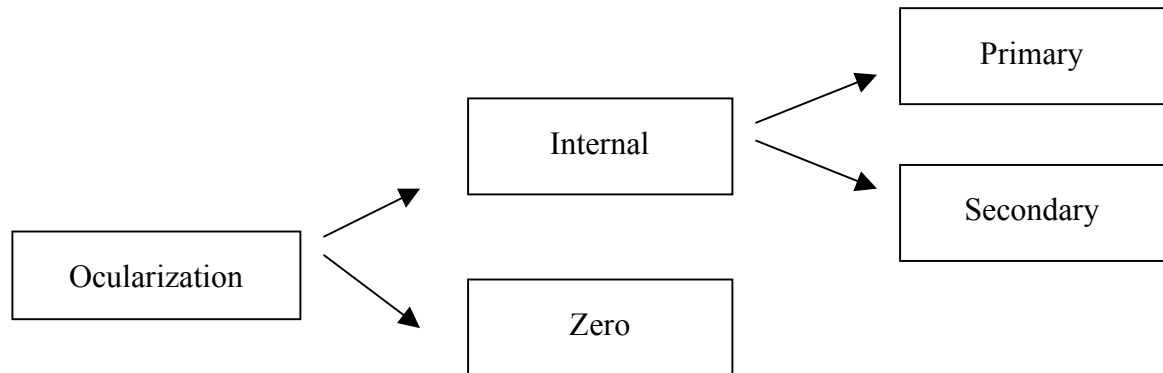 Primary
Internal
Secondary
Ocularization
Zero